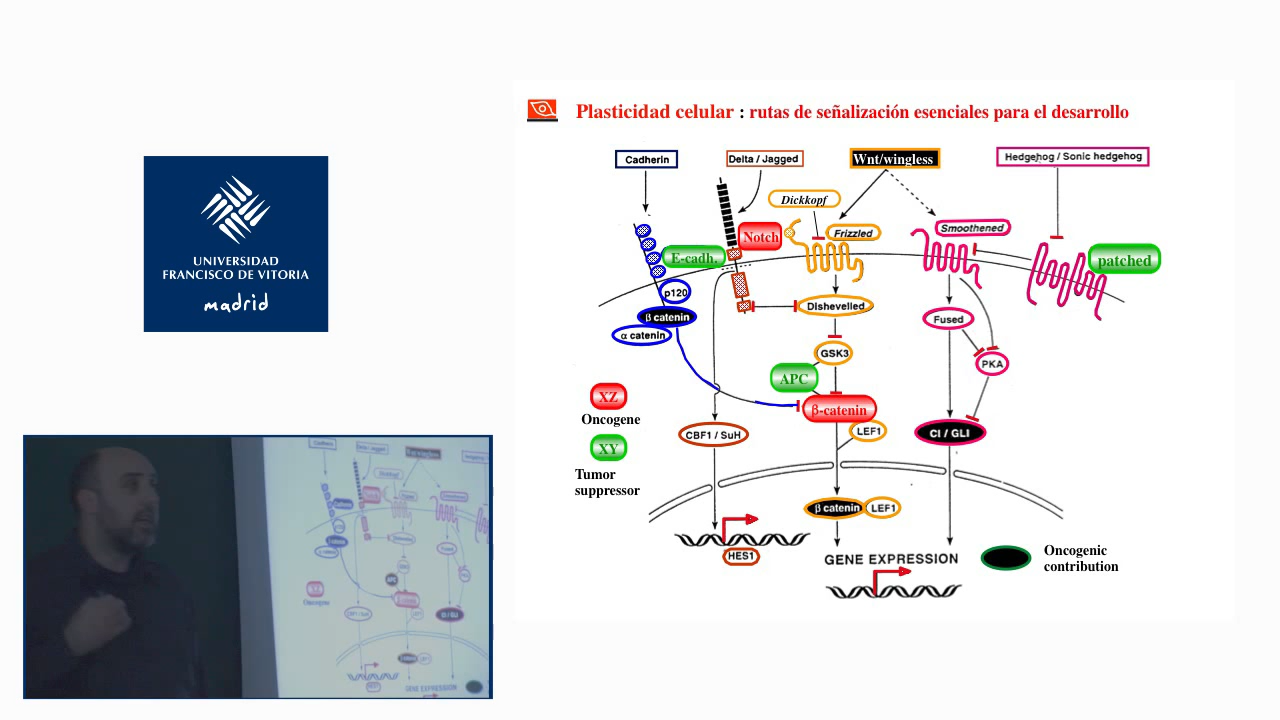 UNIVERSIDAD
FRANCISCO DE VITORIA
madrid
Plasticidad celular : rutas de señalización esenciales para el desarrollo
Cadherin
Delta / Jagged
Wnt/wingless
Hedgehog / Sonic hedgehog
Dickkopf
Notch
Frizzled
Smoothened
E-cadh.
patched
p120
Dishevelled
β catenin
α catenin
Fused
GSK3
PKA
APC
XZ
Oncogene
β-catenin
LEF1
CBF1 / SuH
CI / GLI
XY
Tumor
suppressor
β catenin
LEF1
HES1
GENE EXPRESSION
Oncogenic
contribution